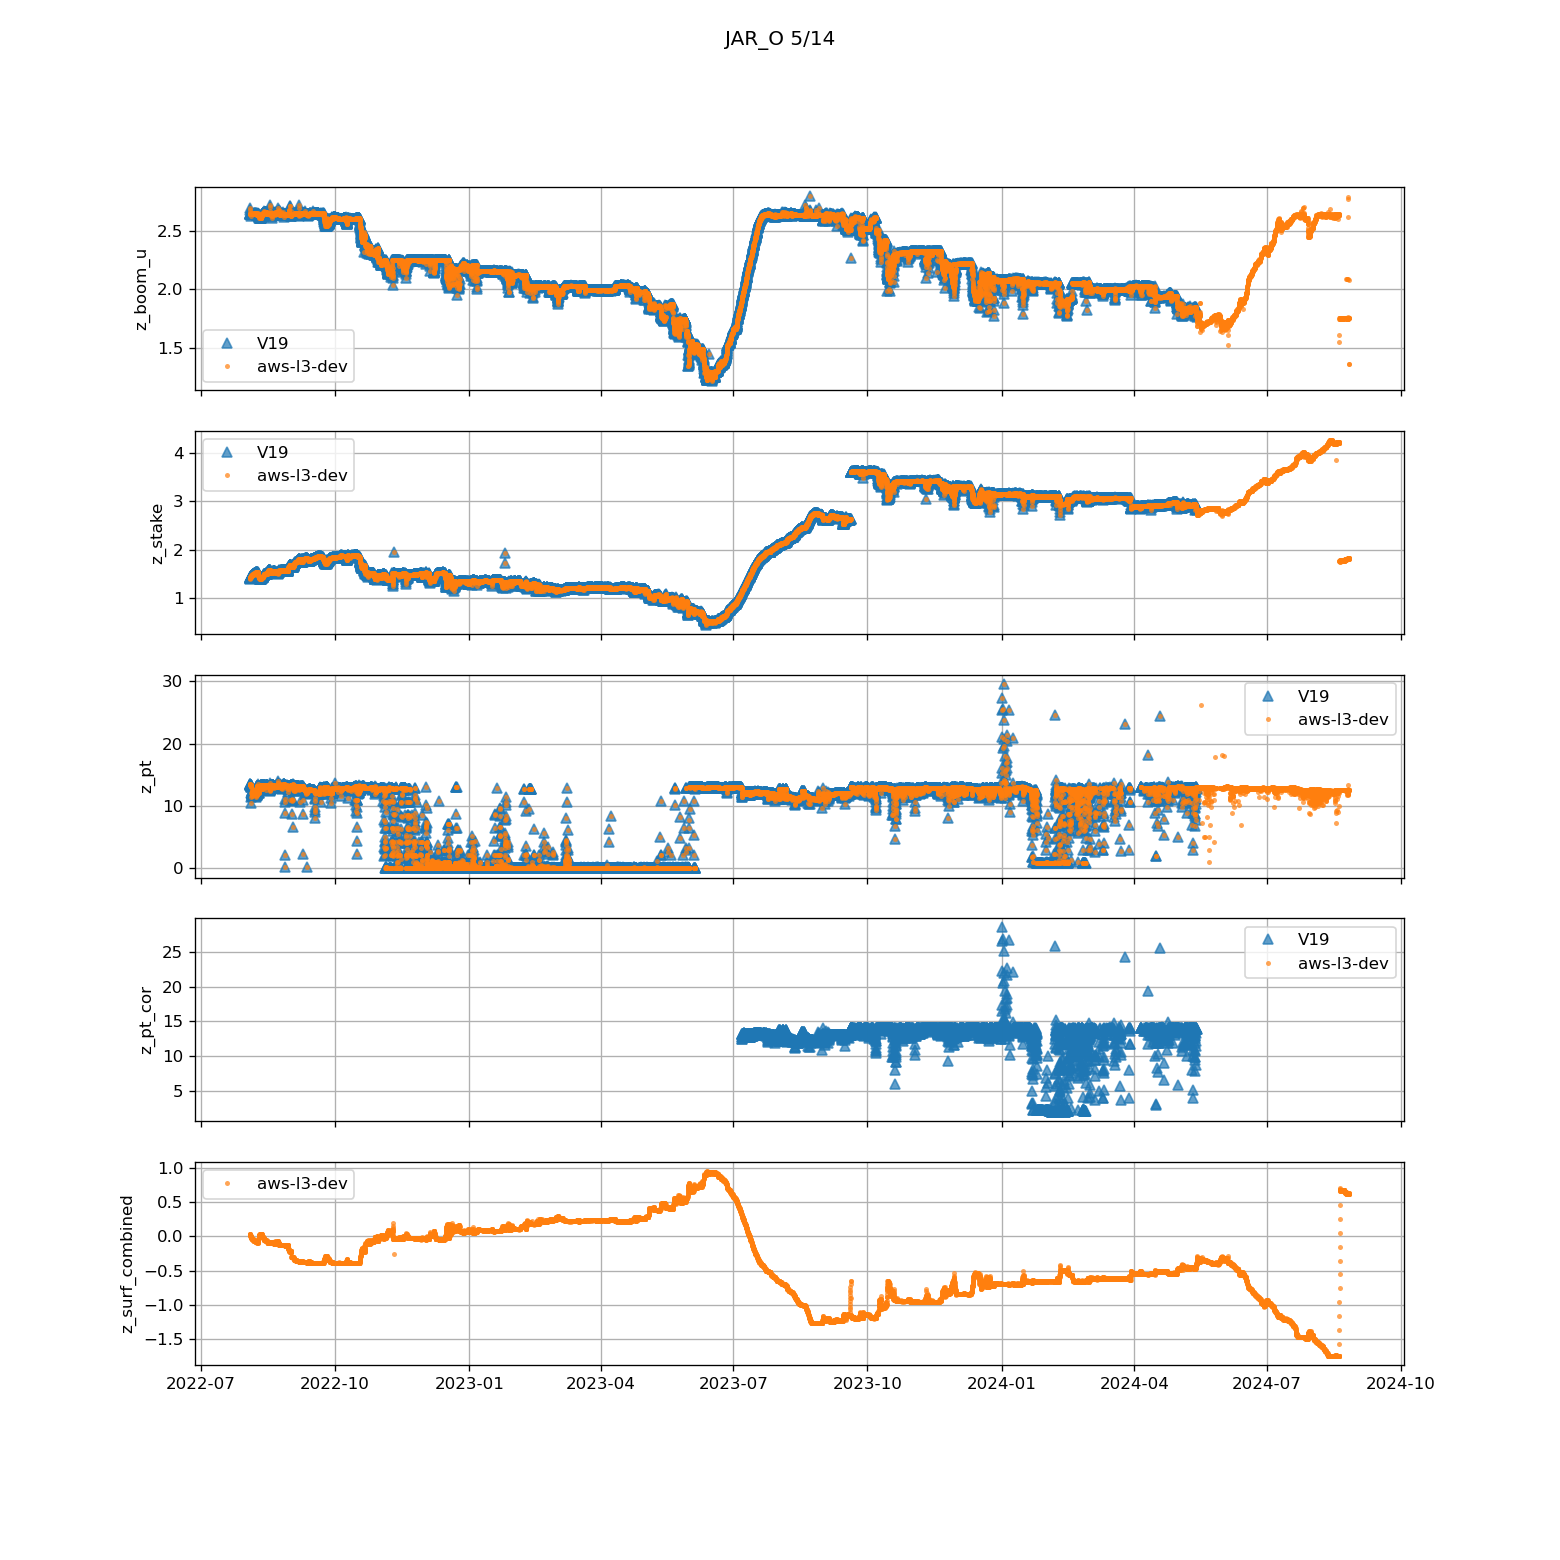 JAR_O 5/14
z_boom_u
2.5
2.0
1.5
V19
aws-l3-dev
z_stake
4
3
2
1
V19
aws-l3-dev
z_pt
30
20
10
0
V19
aws-l3-dev
z_pt_cor
25
20
15
10
5
V19
aws-l3-dev
z_surf_combined
1.0
0.5
0.0
−0.5
−1.0
−1.5
aws-l3-dev
2022-07 2022-10 2023-01 2023-04 2023-07 2023-10 2024-01 2024-04 2024-07 2024-10